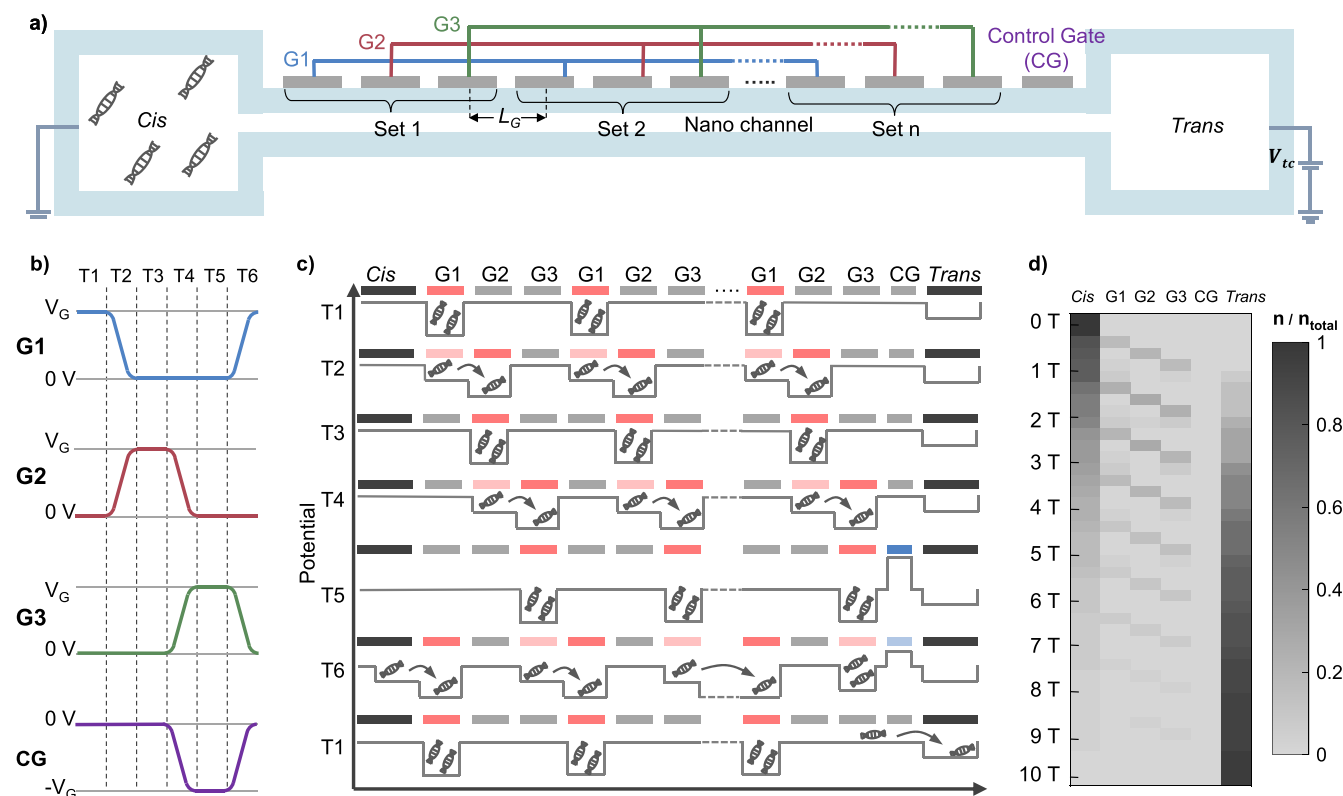 a)
G3
G2
G1
Control Gate
(CG)
Cis
Set 1
L_G
Set 2
Nano channel
Set n
Trans
V_tc
b)
T1 T2 T3 T4 T5 T6
V_G
G1
0 V
V_G
G2
0 V
V_G
G3
0 V
0 V
CG
-V_G
c)
Cis G1 G2 G3 G1 G2 G3 G1 G2 G3 CG Trans
T1
T2
T3
T4
T5
T6
T1
Potential
d)
Cis G1 G2 G3 CG Trans
0 T
1 T
2 T
3 T
4 T
5 T
6 T
7 T
8 T
9 T
10 T
n / n_total
1
0.8
0.6
0.4
0.2
0